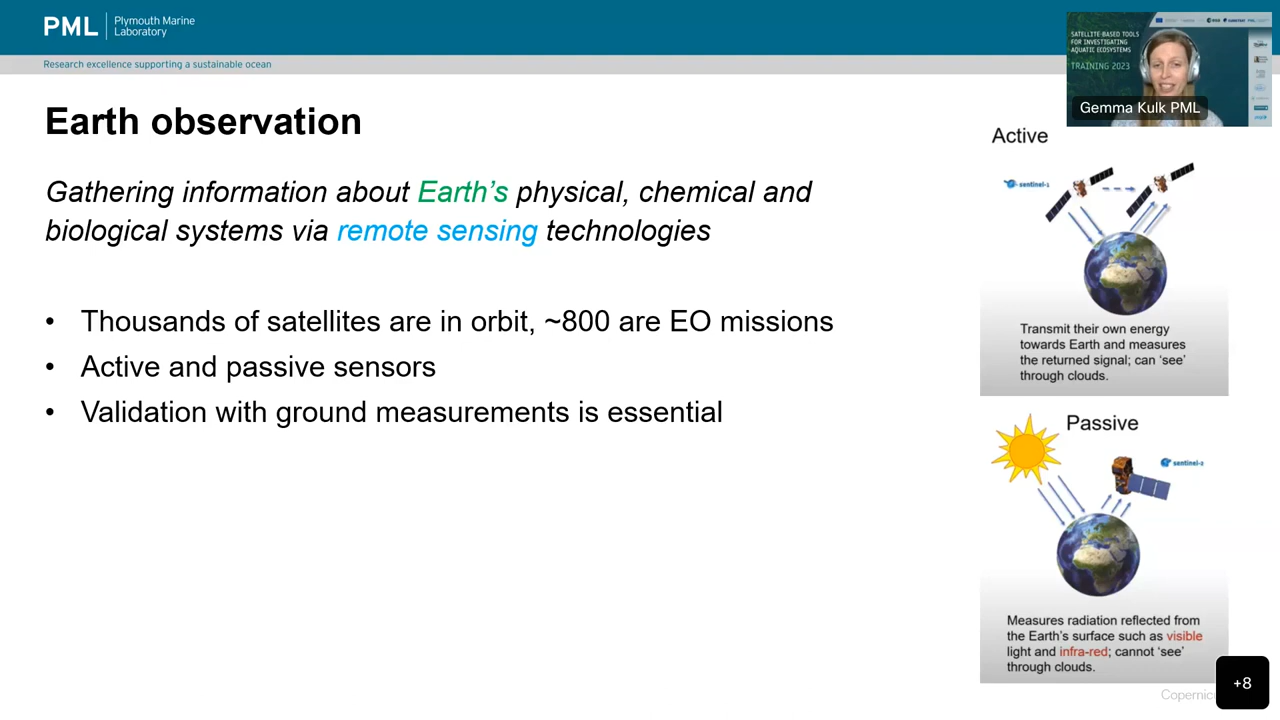 PML
Plymouth Marine
Laboratory
Research excellence supporting a sustainable ocean
SATELLITE-BASED TOOLS
FOR INVESTIGATING
AQUATIC ECOSYSTEMS
TRAINING 2023
Gemma Kulk PML
Earth observation
Gathering information about Earth's physical, chemical and
biological systems via remote sensing technologies
• Thousands of satellites are in orbit, ~800 are EO missions
• Active and passive sensors
• Validation with ground measurements is essential
Active
sentinel-1
Transmit their own energy
towards Earth and measures
the returned signal; can ‘see’
through clouds.
Passive
sentinel-2
Measures radiation reflected from
the Earth's surface such as visible
light and infra-red; cannot ‘see’
through clouds.
+8